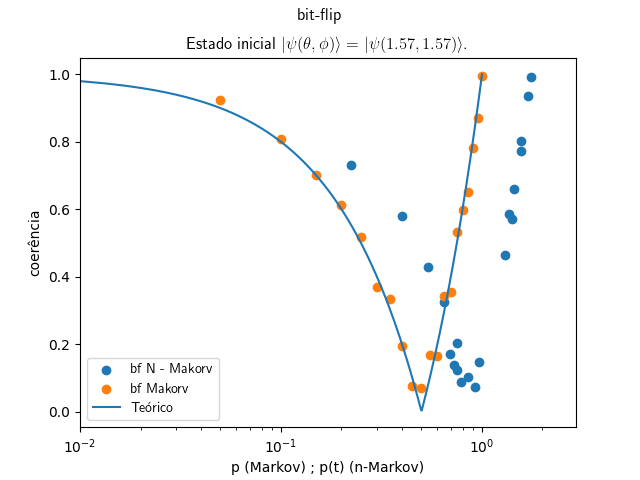 bit-flip
Estado inicial |ψ(θ, ϕ)⟩ = |ψ(1.57, 1.57)⟩.
coerência
1.0
0.8
0.6
0.4
0.2
0.0
bf N - Makorv
bf Makorv
Teórico
10⁻² 10⁻¹ 10⁰
p (Markov) ; p(t) (n-Markov)